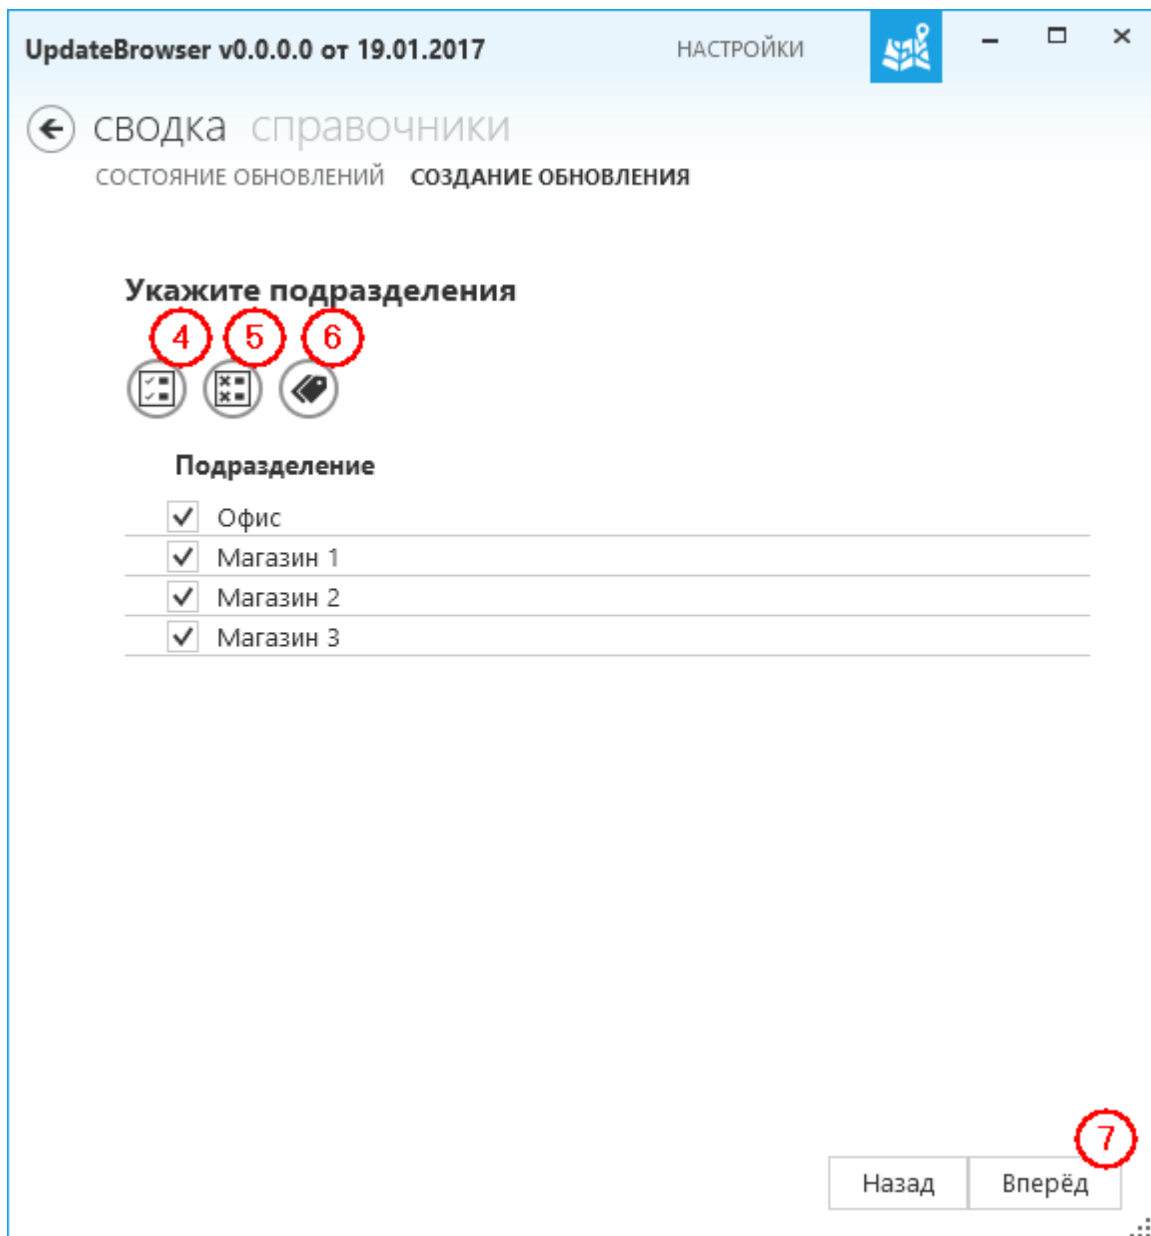 UpdateBrowser v0.0.0.0 от 19.01.2017 НАСТРОЙКИ
сводка справочники
СОСТОЯНИЕ ОБНОВЛЕНИЙ СОЗДАНИЕ ОБНОВЛЕНИЯ
Укажите подразделения
4 5 6
Подразделение
Офис
Магазин 1
Магазин 2
Магазин 3
7
Назад Вперёд